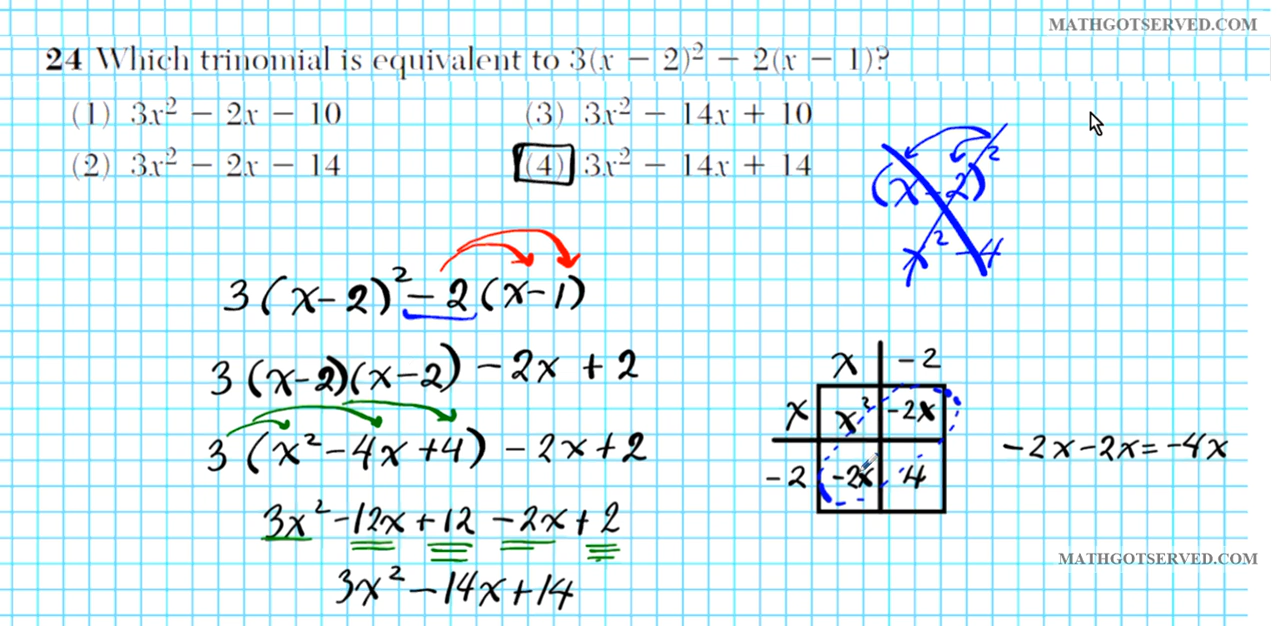 MATHGOTSERVED.COM
24 Which trinomial is equivalent to 3(x − 2)² − 2(x − 1)?
(1) 3x² − 2x − 10
(3) 3x² − 14x + 10
(2) 3x² − 2x − 14
(4) 3x² − 14x + 14
(x-2)²
x² -4
3(x-2)²-2(x-1)
3(x-2)(x-2)-2x+2
3(x²-4x+4)-2x+2
3x²-12x+12-2x+2
3x²-14x+14
x -2
x x² -2x
-2 -2x 4
-2x-2x=-4x
MATHGOTSERVED.COM